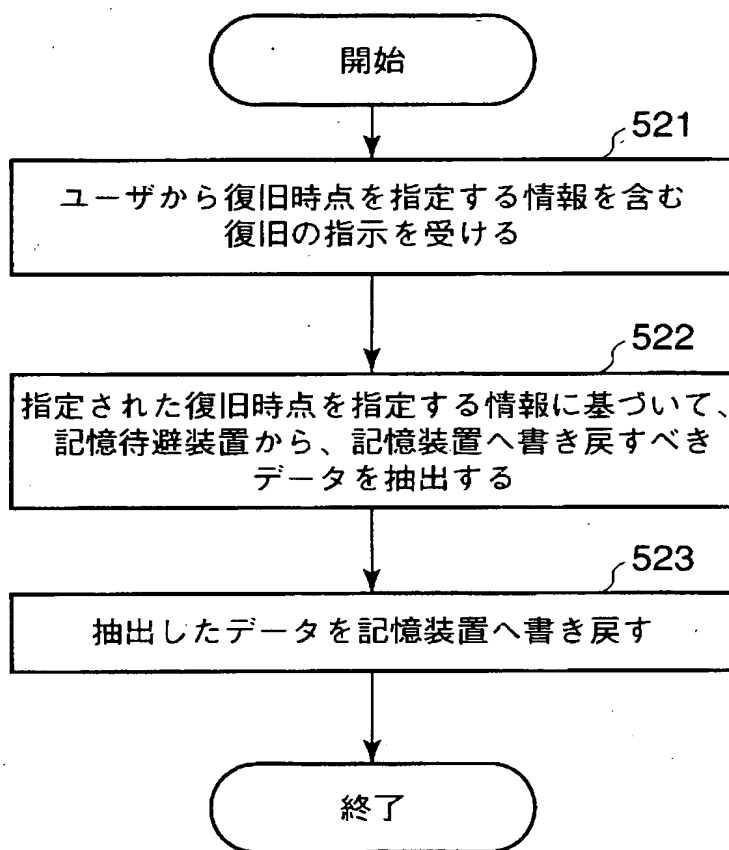 開始
521
ユーザから復旧時点を指定する情報を含む
復旧の指示を受ける
522
指定された復旧時点を指定する情報に基づいて、
記憶待避装置から、記憶装置へ書き戻すべき
データを抽出する
523
抽出したデータを記憶装置へ書き戻す
終了